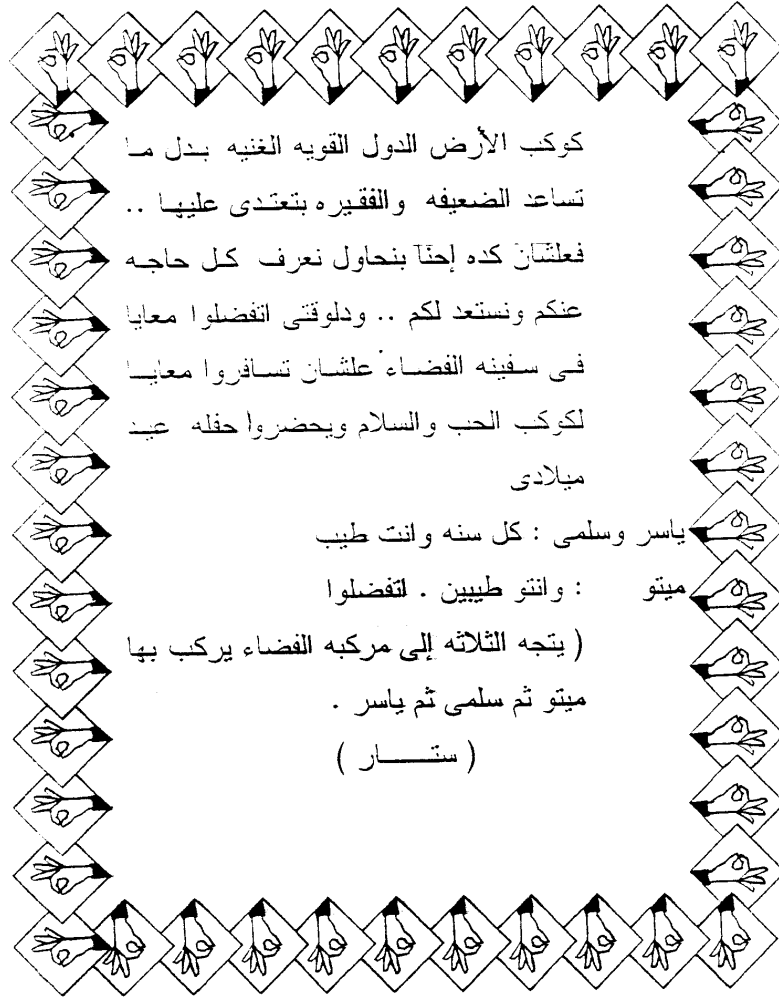 كوكب الأرض الدول القويه الغنيه بدل ما
تساعد الضعيفه والفقيره بتعتدى عليها ..
فعلشان كده إحنا بنحاول نعرف كل حاجه
عنكم ونستعد لكم .. ودلوقتى اتفضلوا معايا
فى سفينه الفضاء علشان تسافروا معايا
لكوكب الحب والسلام ويحضروا حفله عيد
ميلادى
ياسر وسلمى : كل سنه وانت طيب
ميتو : وانتو طيبين . اتفضلوا
( يتجه الثلاثه إلى مركبه الفضاء يركب بها
ميتو ثم سلمى ثم ياسر .
( ستــــار )